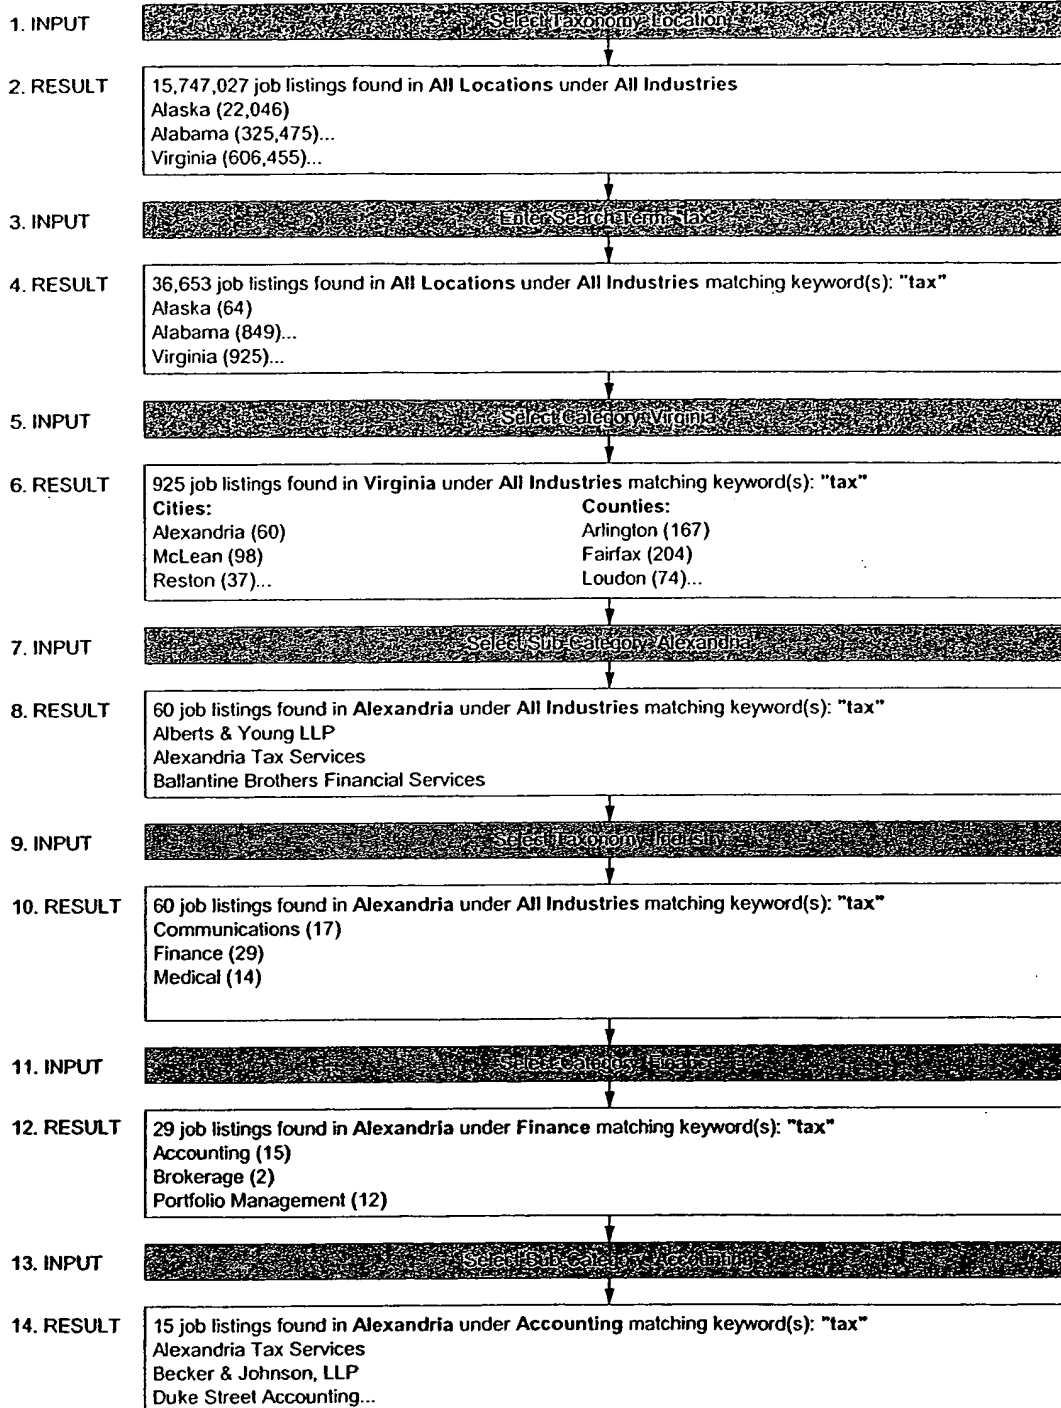 1. INPUT
Select Taxonomy: Location
2. RESULT
15,747,027 job listings found in All Locations under All Industries
Alaska (22,046)
Alabama (325,475)...
Virginia (606,455)...
3. INPUT
Enter Search Term: "tax"
4. RESULT
36,653 job listings found in All Locations under All Industries matching keyword(s): "tax"
Alaska (64)
Alabama (849)...
Virginia (925)...
5. INPUT
Select Category: Virginia
6. RESULT
925 job listings found in Virginia under All Industries matching keyword(s): "tax"
Cities: Counties:
Alexandria (60) Arlington (167)
McLean (98) Fairfax (204)
Reston (37)... Loudon (74)...
7. INPUT
Select Sub-Category: Alexandria
8. RESULT
60 job listings found in Alexandria under All Industries matching keyword(s): "tax"
Alberts & Young LLP
Alexandria Tax Services
Ballantine Brothers Financial Services
9. INPUT
Select Taxonomy: Industry
10. RESULT
60 job listings found in Alexandria under All Industries matching keyword(s): "tax"
Communications (17)
Finance (29)
Medical (14)
11. INPUT
Select Category: Finance
12. RESULT
29 job listings found in Alexandria under Finance matching keyword(s): "tax"
Accounting (15)
Brokerage (2)
Portfolio Management (12)
13. INPUT
Select Sub-Category: Accounting
14. RESULT
15 job listings found in Alexandria under Accounting matching keyword(s): "tax"
Alexandria Tax Services
Becker & Johnson, LLP
Duke Street Accounting...